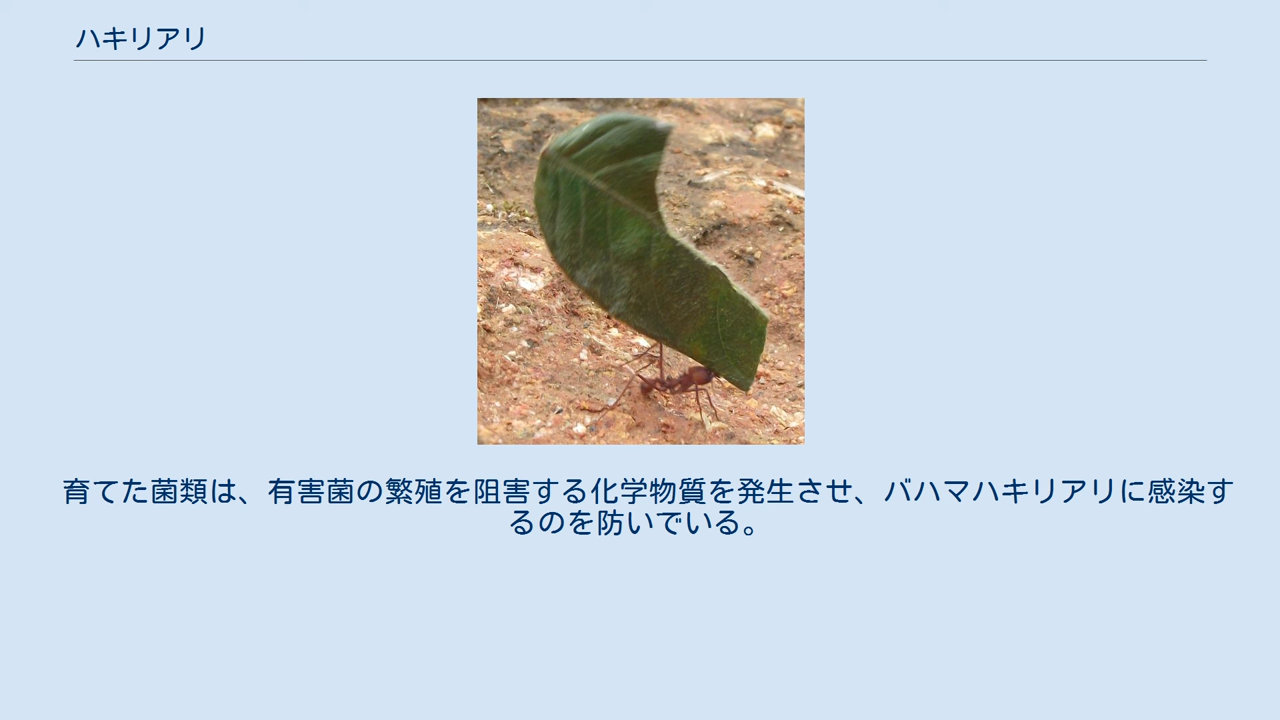 ハキリアリ
育てた菌類は、有害菌の繁殖を阻害する化学物質を発生させ、バハマハキリアリに感染す
るのを防いでいる。